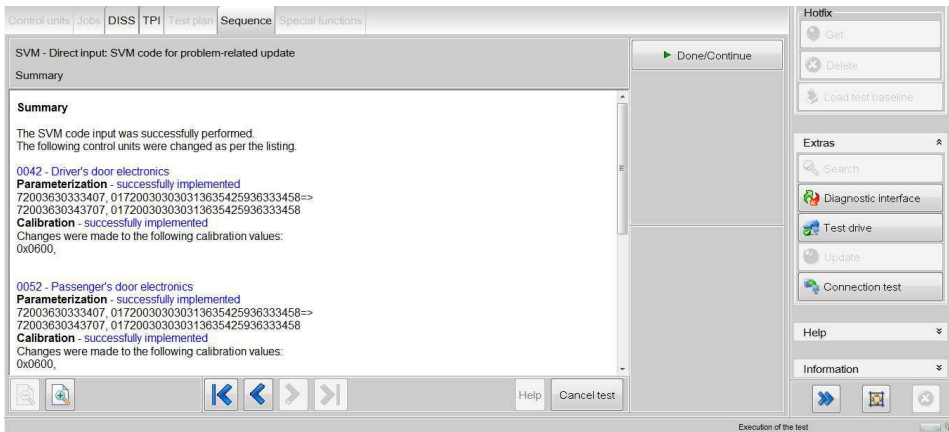 Control units Jobs DISS TPI Test plan Sequence Special functions
SVM - Direct input: SVM code for problem-related update
Summary
Done/Continue
Summary
The SVM code input was successfully performed.
The following control units were changed as per the listing.
0042 - Driver's door electronics
Parameterization - successfully implemented
72003630333407, 017200303030313635425936333458=>
72003630343707, 017200303030313635425936333458
Calibration - successfully implemented
Changes were made to the following calibration values:
0x0600,
0052 - Passenger's door electronics
Parameterization - successfully implemented
72003630333407, 017200303030313635425936333458=>
72003630343707, 017200303030313635425936333458
Calibration - successfully implemented
Changes were made to the following calibration values:
0x0600,
Help
Cancel test
Hotfix
Get
Delete
Load test baseline
Extras
Search
Diagnostic interface
Test drive
Update
Connection test
Help
Information
Execution of the test